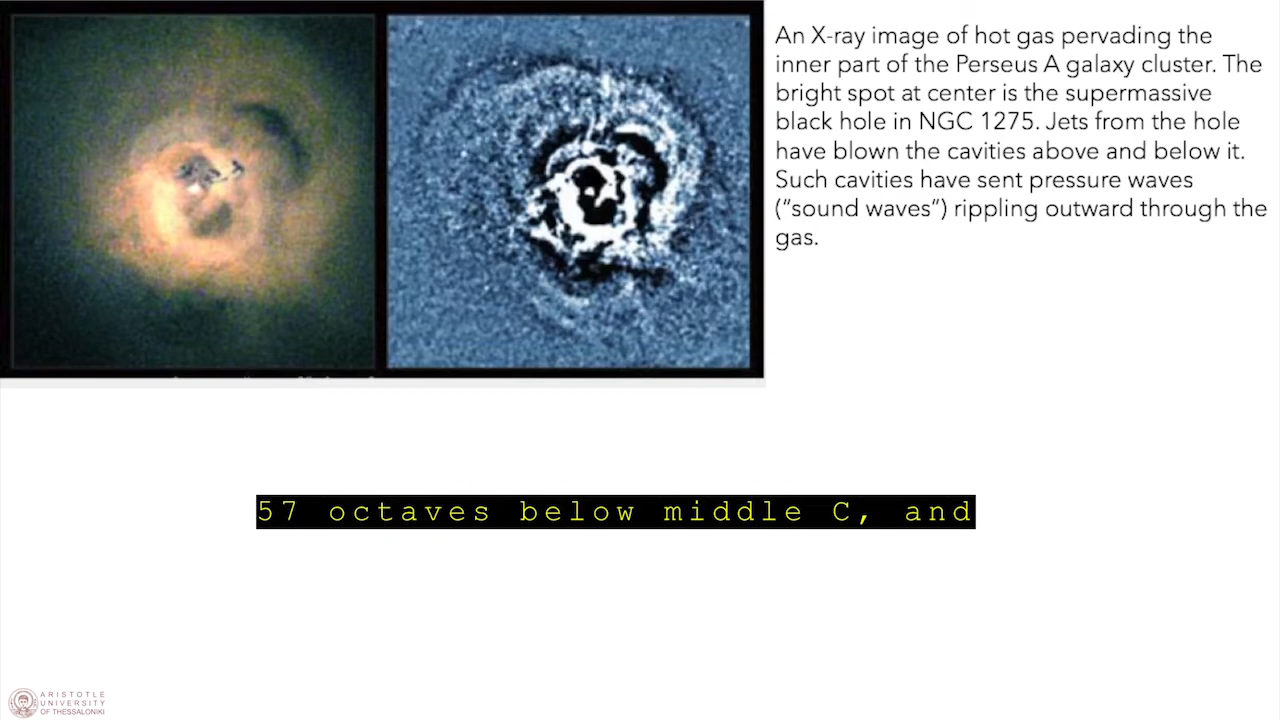 An X-ray image of hot gas pervading the
inner part of the Perseus A galaxy cluster. The
bright spot at center is the supermassive
black hole in NGC 1275. Jets from the hole
have blown the cavities above and below it.
Such cavities have sent pressure waves
(“sound waves”) rippling outward through the
gas.
57 octaves below middle C, and
ARISTOTLE
UNIVERSITY
OF THESSALONIKI